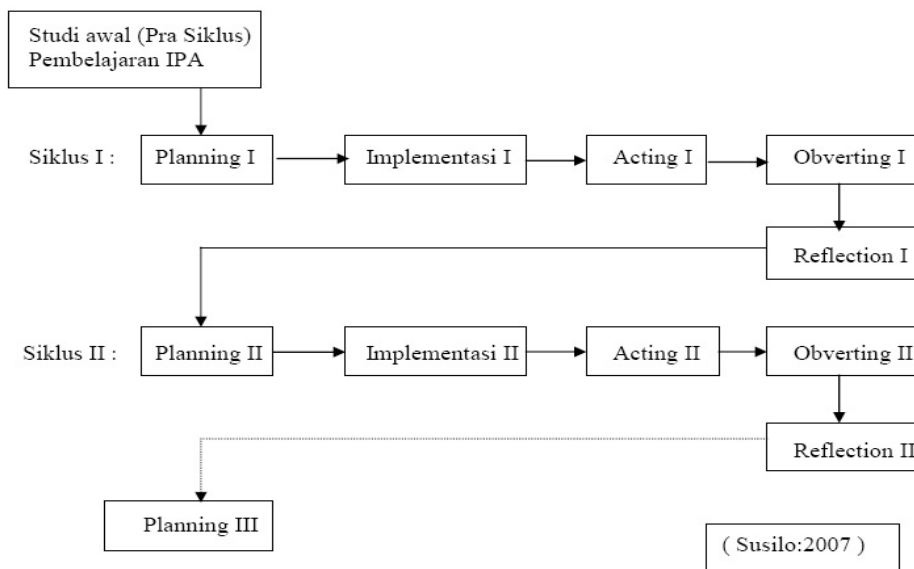 Studi awal (Pra Siklus)
Pembelajaran IPA
Siklus I :
Planning I
Implementasi I
Acting I
Obverting I
Reflection I
Siklus II :
Planning II
Implementasi II
Acting II
Obverting II
Reflection II
Planning III
( Susilo:2007 )